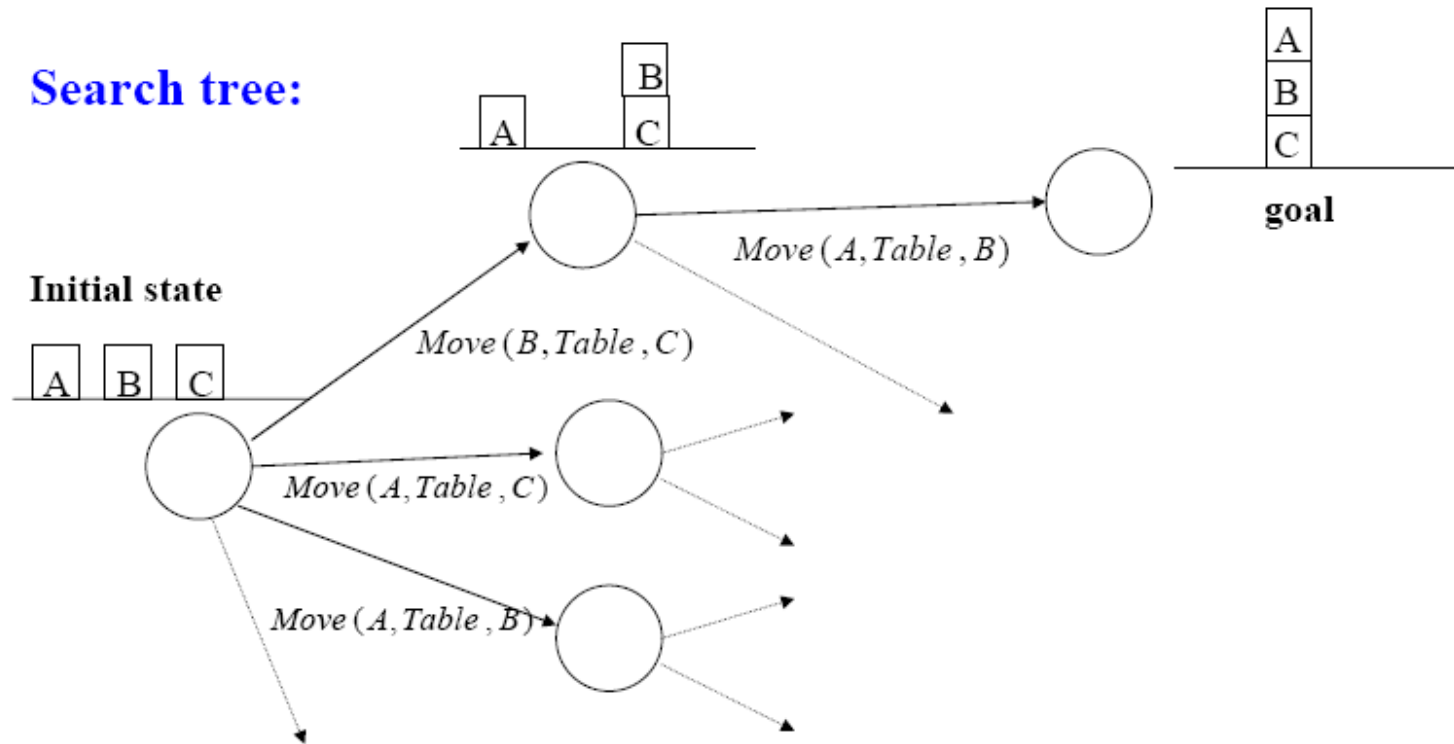 Search tree:
A
B
C
A
B
C
goal
Move (A, Table , B)
Initial state
A B C
Move (B, Table , C)
Move (A, Table , C)
Move (A, Table , B)